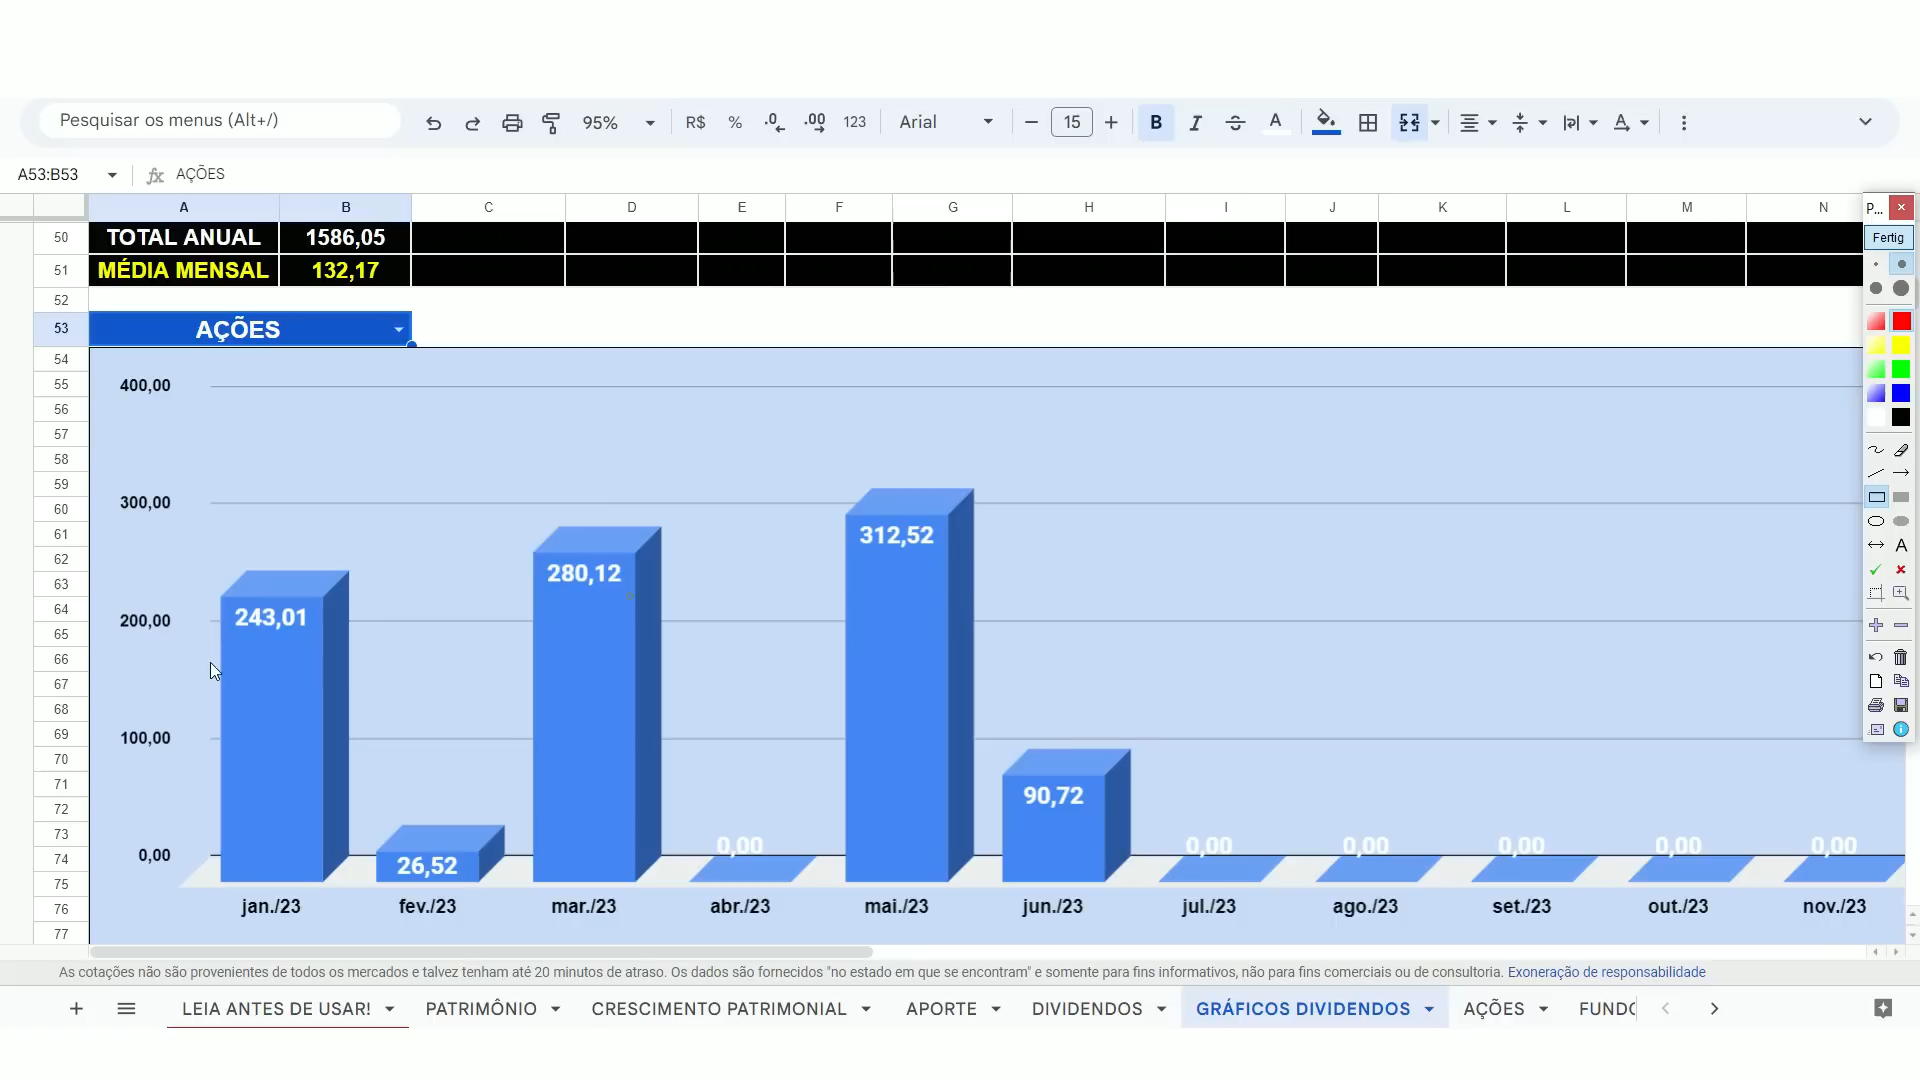 Pesquisar os menus (Alt+/) 95% R$ % .0 .00 123 Arial 15 B I A
A53:B53 fx AÇÕES
A B C D E F G H I J K L M N
P...
Fertig
50 TOTAL ANUAL 1586,05
51 MÉDIA MENSAL 132,17
52
53 AÇÕES
54
55
56
57
58
59
60
61
62
63
64
65
66
67
68
69
70
71
72
73
74
75
76
77
400,00
300,00
200,00
100,00
0,00
243,01 26,52 280,12 0,00 312,52 90,72 0,00 0,00 0,00 0,00 0,00
jan./23 fev./23 mar./23 abr./23 mai./23 jun./23 jul./23 ago./23 set./23 out./23 nov./23
As cotações não são provenientes de todos os mercados e talvez tenham até 20 minutos de atraso. Os dados são fornecidos "no estado em que se encontram" e somente para fins informativos, não para fins comerciais ou de consultoria. Exoneração de responsabilidade
LEIA ANTES DE USAR! PATRIMÔNIO CRESCIMENTO PATRIMONIAL APORTE DIVIDENDOS GRÁFICOS DIVIDENDOS AÇÕES FUNDO